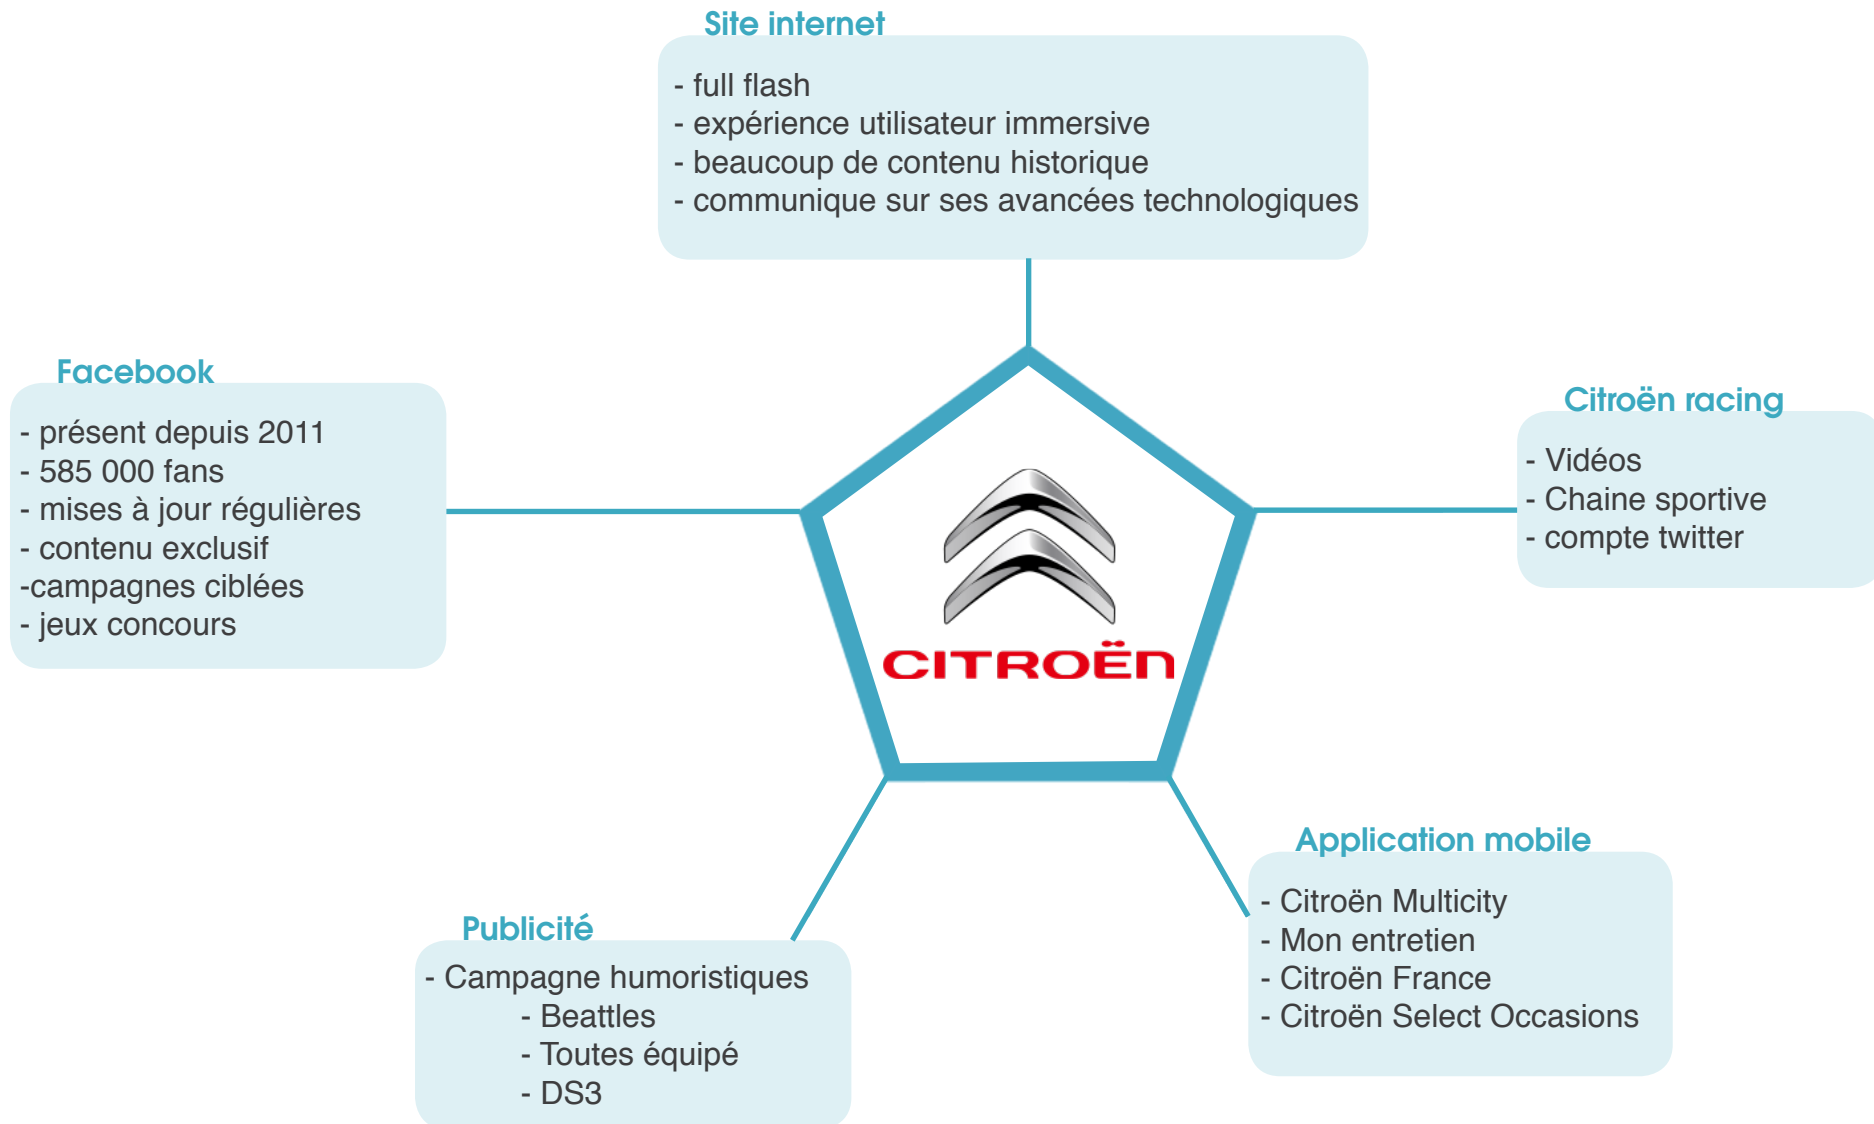 Site internet
- full flash
- expérience utilisateur immersive
- beaucoup de contenu historique
- communique sur ses avancées technologiques
Facebook
- présent depuis 2011
- 585 000 fans
- mises à jour régulières
- contenu exclusif
-campagnes ciblées
- jeux concours
Citroën racing
- Vidéos
- Chaine sportive
- compte twitter
CITROËN
Application mobile
- Citroën Multicity
- Mon entretien
- Citroën France
- Citroën Select Occasions
Publicité
- Campagne humoristiques
- Beattles
- Toutes équipé
- DS3